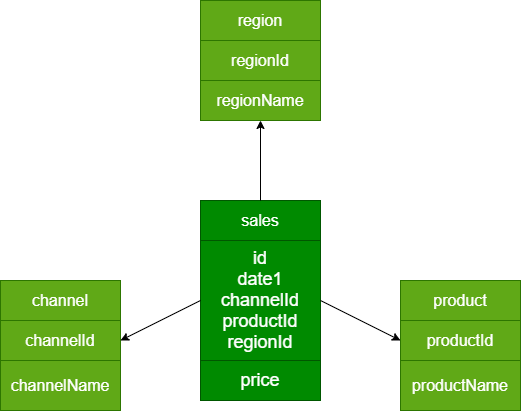 region
regionId
regionName
sales
id
date1
channelId
productId
regionId
price
channel
channelId
channelName
product
productId
productName